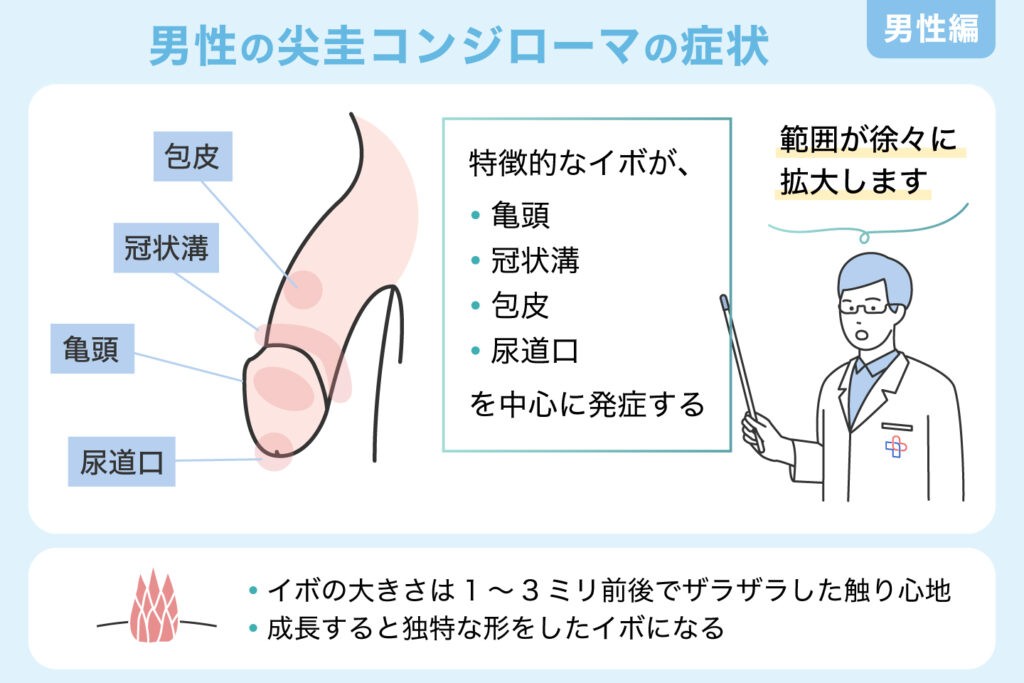 男性の尖圭コンジローマの症状
男性編
包皮
冠状溝
亀頭
尿道口
特徴的なイボが、
・亀頭
・冠状溝
・包皮
・尿道口
を中心に発症する
範囲が徐々に
拡大します
・イボの大きさは1〜3ミリ前後でザラザラした触り心地
・成長すると独特な形をしたイボになる